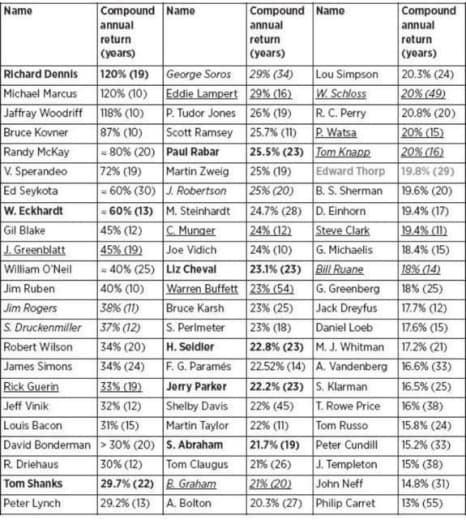 Name Compound annual return (years) Name Compound annual return (years) Name Compound annual return (years)
Richard Dennis 120% (19) George Soros 29% (34) Lou Simpson 20.3% (24)
Michael Marcus 120% (10) Eddie Lampert 29% (16) W. Schloss 20% (49)
Jaffray Woodriff 118% (10) P. Tudor Jones 26% (19) R. C. Perry 20.8% (20)
Bruce Kovner 87% (10) Scott Ramsey 25.7% (11) P. Watsa 20% (15)
Randy McKay ≈ 80% (20) Paul Rabar 25.5% (23) Tom Knapp 20% (16)
V. Sperandeo 72% (19) Martin Zweig 25% (19) Edward Thorp 19.8% (29)
Ed Seykota ≈ 60% (30) J. Robertson 25% (20) B. S. Sherman 19.6% (20)
W. Eckhardt ≈ 60% (13) M. Steinhardt 24.7% (28) D. Einhorn 19.4% (17)
Gil Blake 45% (12) C. Munger 24% (12) Steve Clark 19.4% (11)
J. Greenblatt 45% (19) Joe Vidich 24% (10) G. Michaelis 18.4% (15)
William O'Neil ≈ 40% (25) Liz Cheval 23.1% (23) Bill Ruane 18% (14)
Jim Ruben 40% (10) Warren Buffett 23% (54) G. Greenberg 18% (25)
Jim Rogers 38% (11) Bruce Karsh 23% (25) Jack Dreyfus 17.7% (12)
S. Druckenmiller 37% (12) S. Perlmeter 23% (18) Daniel Loeb 17.6% (15)
Robert Wilson 34% (20) H. Seidler 22.8% (23) M. J. Whitman 17.2% (21)
James Simons 34% (24) F. G. Paramés 22.52% (14) A. Vandenberg 16.6% (33)
Rick Guerin 33% (19) Jerry Parker 22.2% (23) S. Klarman 16.5% (25)
Jeff Vinik 32% (12) Shelby Davis 22% (45) T. Rowe Price 16% (38)
Louis Bacon 31% (15) Martin Taylor 22% (11) Tom Russo 15.8% (24)
David Bonderman > 30% (20) S. Abraham 21.7% (19) Peter Cundill 15.2% (33)
R. Driehaus 30% (12) Tom Claugus 21% (26) J. Templeton 15% (38)
Tom Shanks 29.7% (22) B. Graham 21% (20) John Neff 14.8% (31)
Peter Lynch 29.2% (13) A. Bolton 20.3% (27) Philip Carret 13% (55)